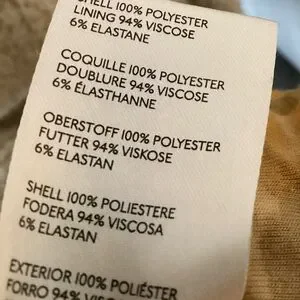 SHELL 100% POLYESTER
LINING 94% VISCOSE
6% ELASTANE
COQUILLE 100% POLYESTER
DOUBLURE 94% VISCOSE
6% ÉLASTHANNE
OBERSTOFF 100% POLYESTER
FUTTER 94% VISKOSE
6% ELASTAN
SHELL 100% POLIESTERE
FODERA 94% VISCOSA
6% ELASTAN
EXTERIOR 100% POLIÉSTER
FORRO 94% VISCOSA